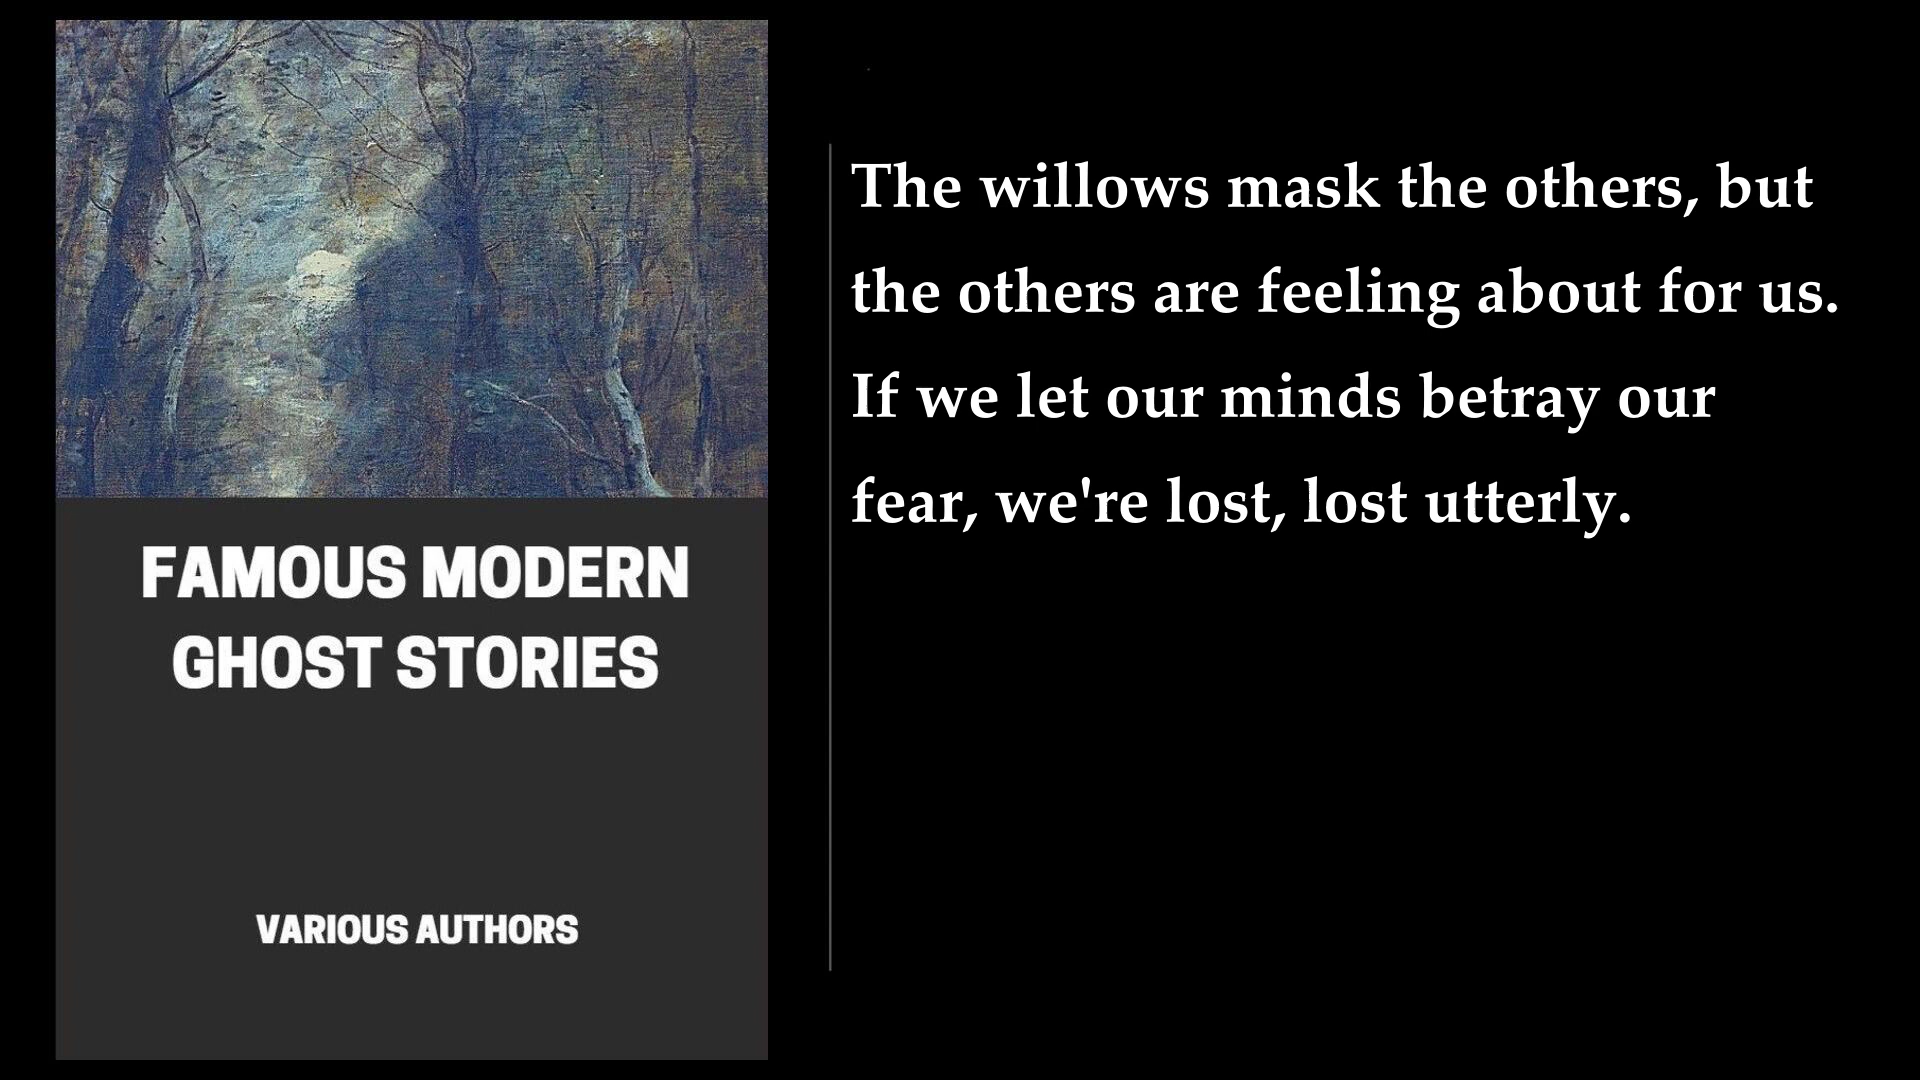 FAMOUS MODERN
GHOST STORIES
VARIOUS AUTHORS
The willows mask the others, but
the others are feeling about for us.
If we let our minds betray our
fear, we're lost, lost utterly.